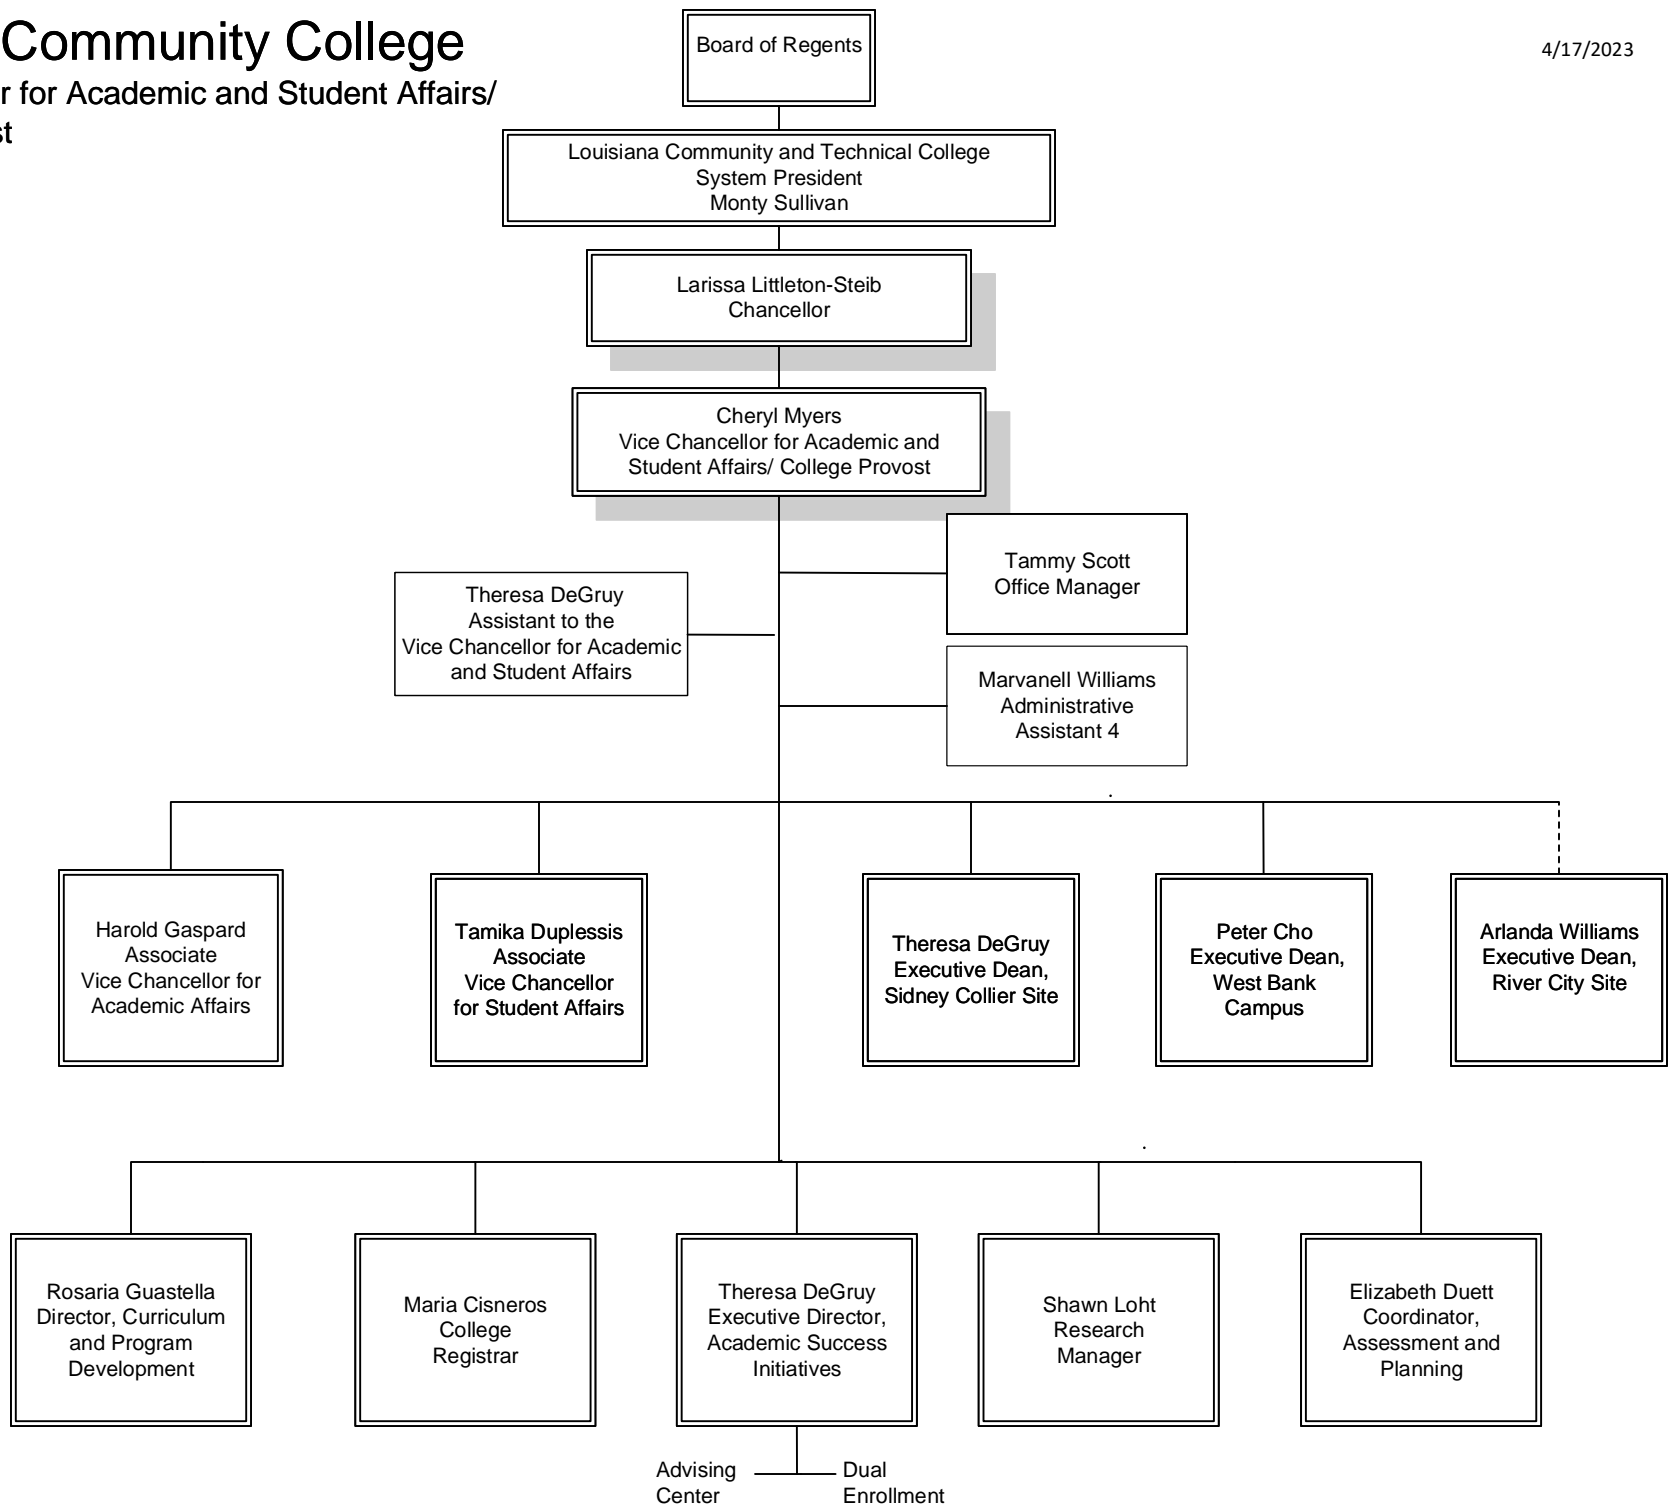 Community College
r for Academic and Student Affairs/
st
4/17/2023
Board of Regents
Louisiana Community and Technical College
System President
Monty Sullivan
Larissa Littleton-Steib
Chancellor
Cheryl Myers
Vice Chancellor for Academic and
Student Affairs/ College Provost
Tammy Scott
Office Manager
Theresa DeGruy
Assistant to the
Vice Chancellor for Academic
and Student Affairs
Marvanell Williams
Administrative
Assistant 4
Harold Gaspard
Associate
Vice Chancellor for
Academic Affairs
Tamika Duplessis
Associate
Vice Chancellor
for Student Affairs
Theresa DeGruy
Executive Dean,
Sidney Collier Site
Peter Cho
Executive Dean,
West Bank
Campus
Arlanda Williams
Executive Dean,
River City Site
Rosaria Guastella
Director, Curriculum
and Program
Development
Maria Cisneros
College
Registrar
Theresa DeGruy
Executive Director,
Academic Success
Initiatives
Shawn Loht
Research
Manager
Elizabeth Duett
Coordinator,
Assessment and
Planning
Advising
Center
Dual
Enrollment